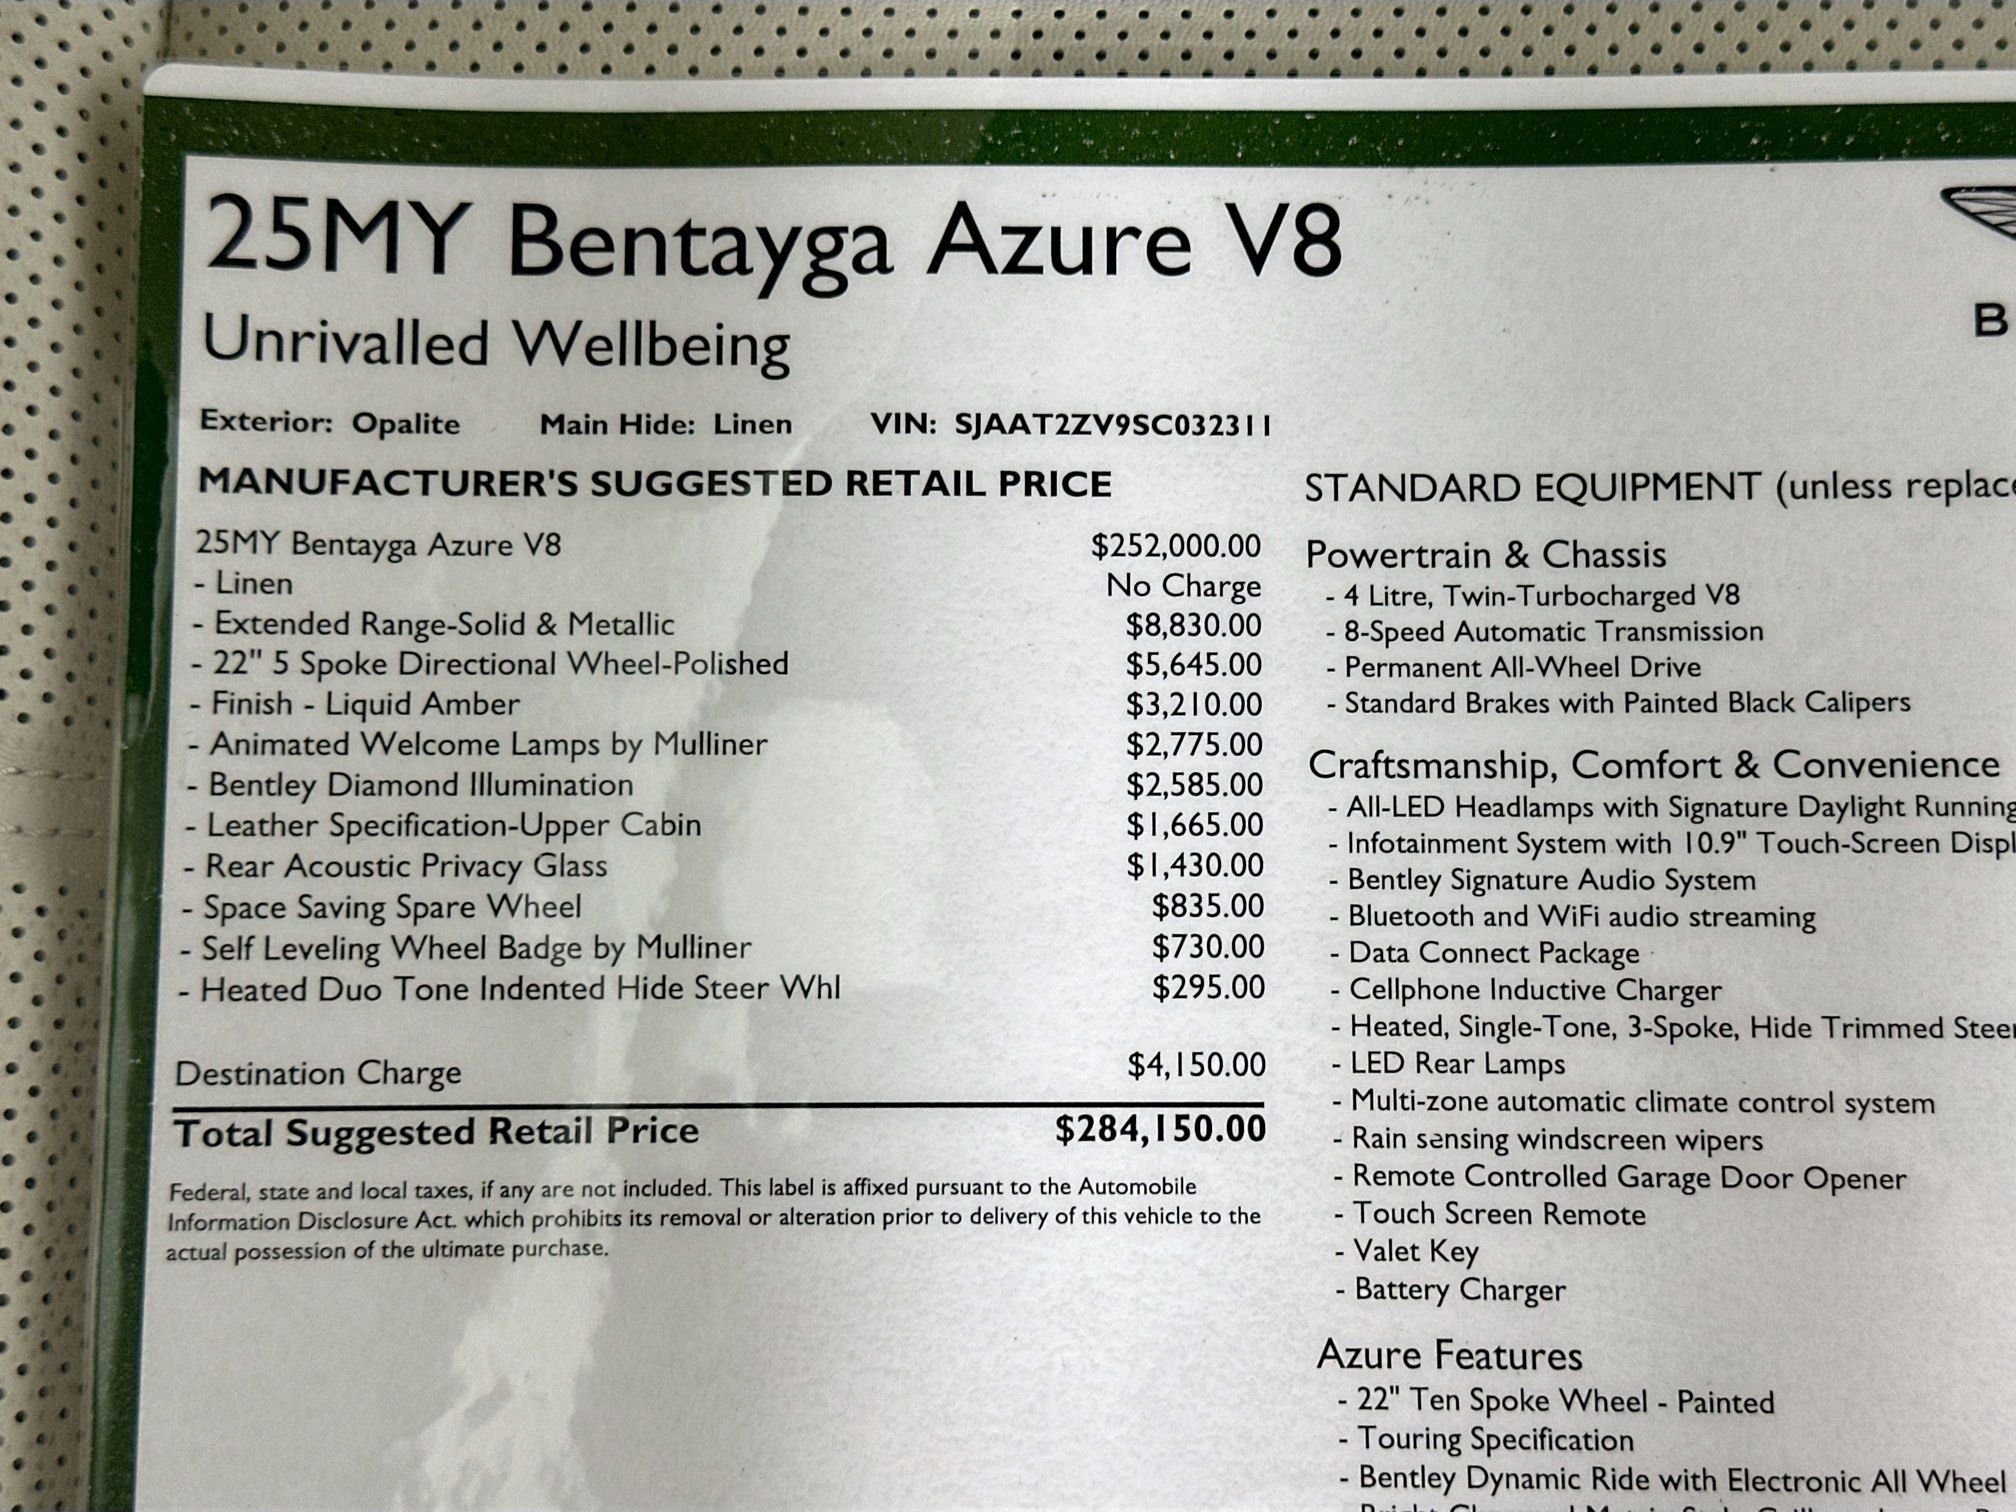 25MY Bentayga Azure V8
Unrivalled Wellbeing
B
Exterior: Opalite Main Hide: Linen VIN: SJAAT2ZV9SC032311
MANUFACTURER'S SUGGESTED RETAIL PRICE
25MY Bentayga Azure V8 $252,000.00
- Linen No Charge
- Extended Range-Solid & Metallic $8,830.00
- 22" 5 Spoke Directional Wheel-Polished $5,645.00
- Finish - Liquid Amber $3,210.00
- Animated Welcome Lamps by Mulliner $2,775.00
- Bentley Diamond Illumination $2,585.00
- Leather Specification-Upper Cabin $1,665.00
- Rear Acoustic Privacy Glass $1,430.00
- Space Saving Spare Wheel $835.00
- Self Leveling Wheel Badge by Mulliner $730.00
- Heated Duo Tone Indented Hide Steer Whl $295.00
Destination Charge $4,150.00
Total Suggested Retail Price $284,150.00
Federal, state and local taxes, if any are not included. This label is affixed pursuant to the Automobile
Information Disclosure Act. which prohibits its removal or alteration prior to delivery of this vehicle to the
actual possession of the ultimate purchase.
STANDARD EQUIPMENT (unless replac
Powertrain & Chassis
- 4 Litre, Twin-Turbocharged V8
- 8-Speed Automatic Transmission
- Permanent All-Wheel Drive
- Standard Brakes with Painted Black Calipers
Craftsmanship, Comfort & Convenience
- All-LED Headlamps with Signature Daylight Running
- Infotainment System with 10.9" Touch-Screen Displ
- Bentley Signature Audio System
- Bluetooth and WiFi audio streaming
- Data Connect Package
- Cellphone Inductive Charger
- Heated, Single-Tone, 3-Spoke, Hide Trimmed Steer
- LED Rear Lamps
- Multi-zone automatic climate control system
- Rain sensing windscreen wipers
- Remote Controlled Garage Door Opener
- Touch Screen Remote
- Valet Key
- Battery Charger
Azure Features
- 22" Ten Spoke Wheel - Painted
- Touring Specification
- Bentley Dynamic Ride with Electronic All Wheel